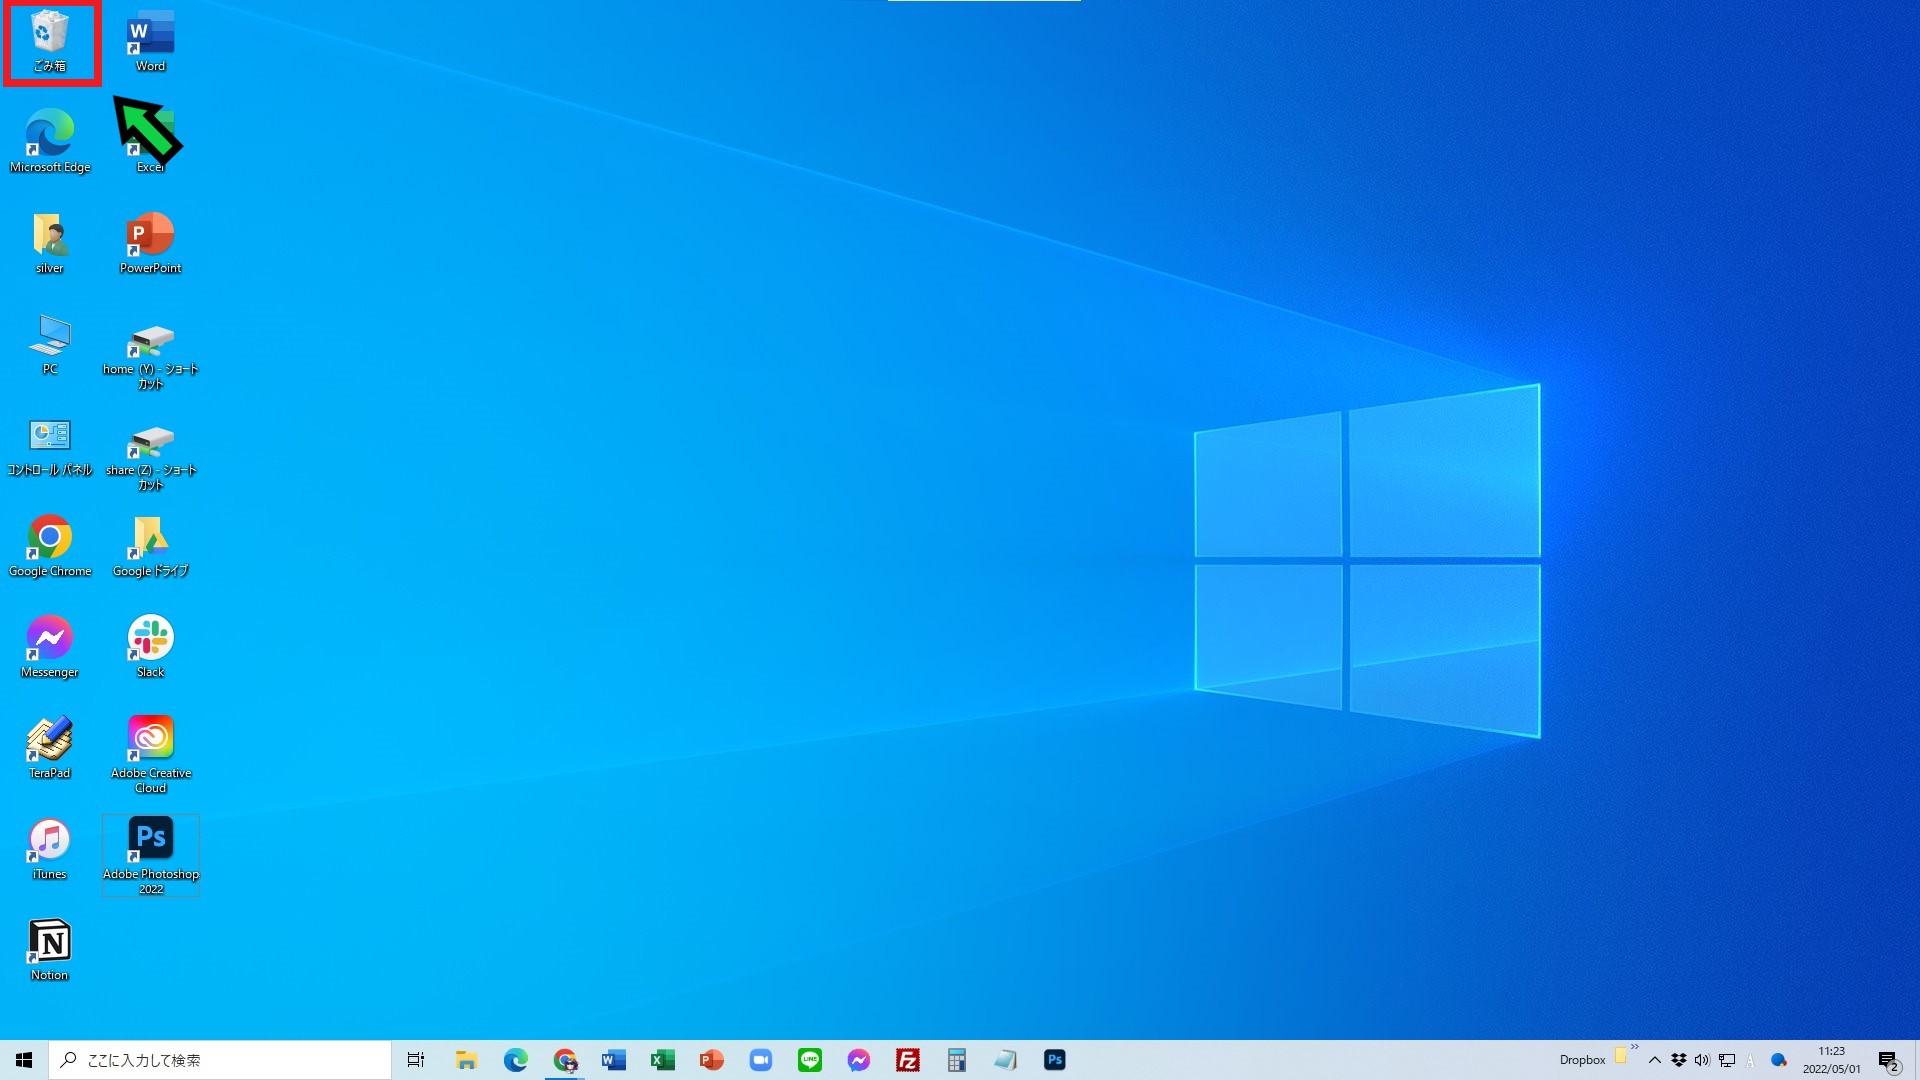 ごみ箱
Word
Microsoft Edge
Excel
silver
PowerPoint
PC
home (Y) - ショート
カット
コントロール パネル
share (Z) - ショート
カット
Google Chrome
Google ドライブ
Messenger
Slack
TeraPad
Adobe Creative
Cloud
iTunes
Ps
Adobe Photoshop
2022
Notion
ここに入力して検索
Dropbox
11:23
2022/05/01
2